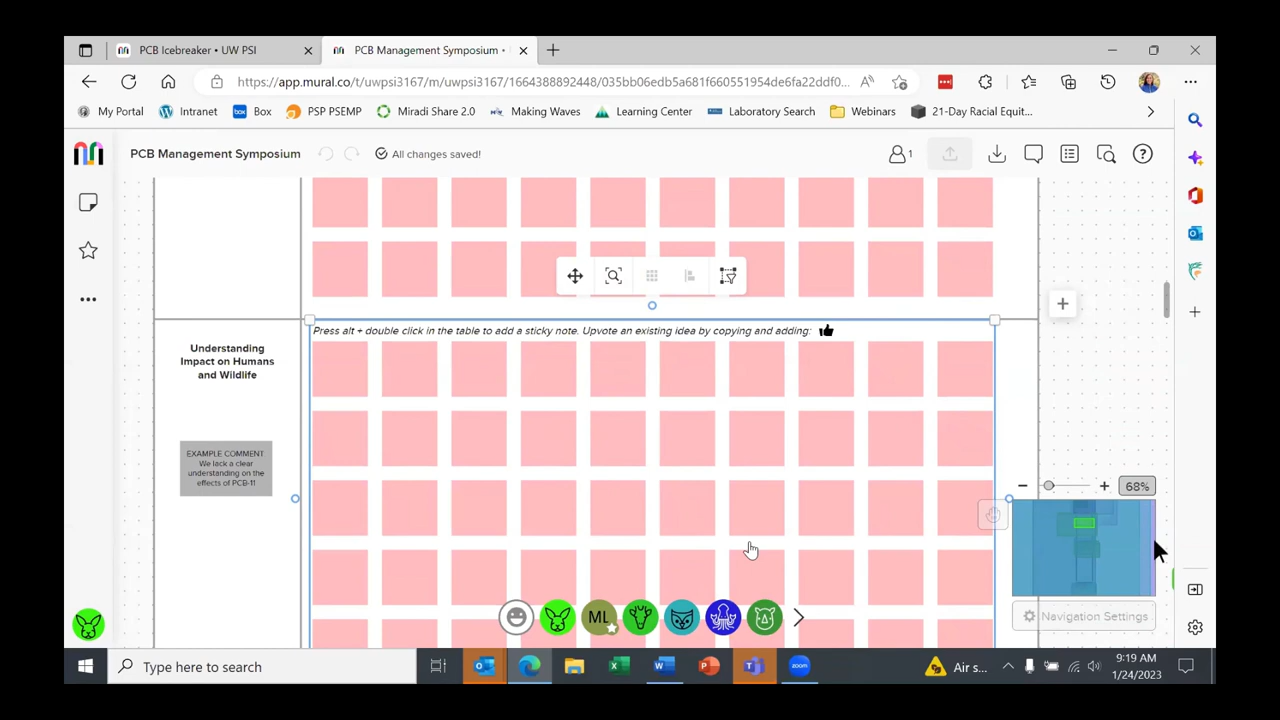 PCB Icebreaker • UW PSI
PCB Management Symposium •
https://app.mural.co/t/uwpsi3167/m/uwpsi3167/1664388892448/035bb06edb5a681f660551954de6fa22ddf0...
My Portal
Intranet
box Box
PSP PSEMP
Miradi Share 2.0
Making Waves
Learning Center
Laboratory Search
Webinars
21-Day Racial Equit...
PCB Management Symposium
All changes saved!
1
Press alt + double click in the table to add a sticky note. Upvote an existing idea by copying and adding:
Understanding
Impact on Humans
and Wildlife
EXAMPLE COMMENT
We lack a clear
understanding on the
effects of PCB-11
68%
Navigation Settings
ML
Type here to search
Air s...
9:19 AM
1/24/2023
zoom